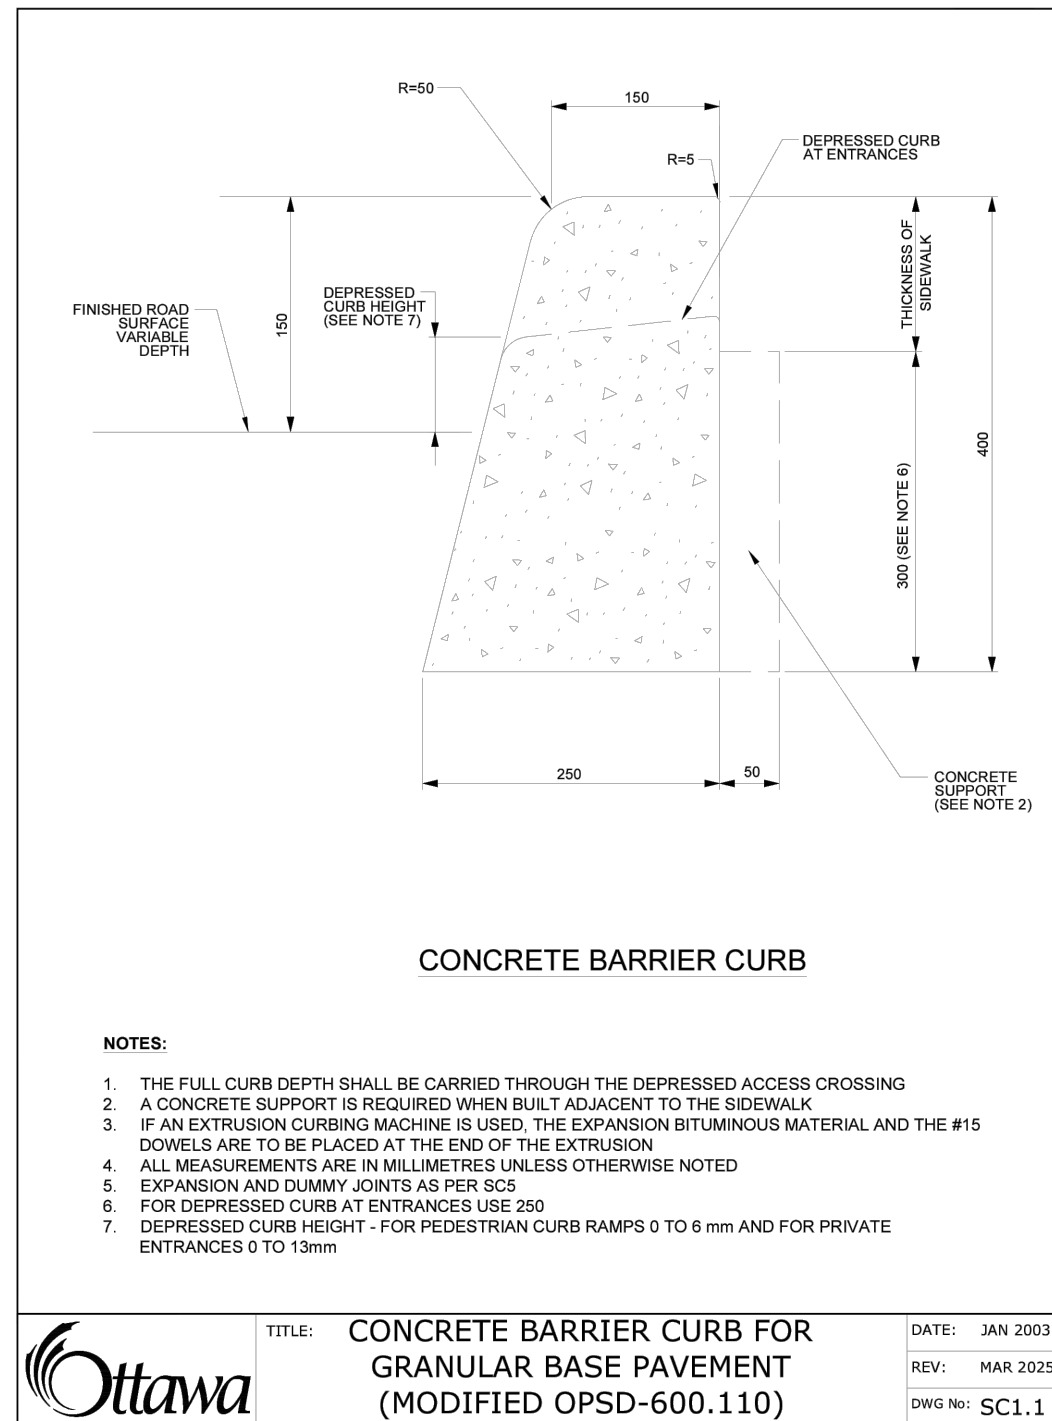 R=50
150
DEPRESSED CURB
AT ENTRANCES
R=5
THICKNESS OF
SIDEWALK
DEPRESSED
CURB HEIGHT
(SEE NOTE 7)
FINISHED ROAD
SURFACE
VARIABLE
DEPTH
150
400
300 (SEE NOTE 6)
250
50
CONCRETE
SUPPORT
(SEE NOTE 2)
CONCRETE BARRIER CURB
NOTES:
1. THE FULL CURB DEPTH SHALL BE CARRIED THROUGH THE DEPRESSED ACCESS CROSSING
2. A CONCRETE SUPPORT IS REQUIRED WHEN BUILT ADJACENT TO THE SIDEWALK
3. IF AN EXTRUSION CURBING MACHINE IS USED, THE EXPANSION BITUMINOUS MATERIAL AND THE #15
DOWELS ARE TO BE PLACED AT THE END OF THE EXTRUSION
4. ALL MEASUREMENTS ARE IN MILLIMETRES UNLESS OTHERWISE NOTED
5. EXPANSION AND DUMMY JOINTS AS PER SC5
6. FOR DEPRESSED CURB AT ENTRANCES USE 250
7. DEPRESSED CURB HEIGHT - FOR PEDESTRIAN CURB RAMPS 0 TO 6 mm AND FOR PRIVATE
ENTRANCES 0 TO 13mm
Ottawa
TITLE: CONCRETE BARRIER CURB FOR
GRANULAR BASE PAVEMENT
(MODIFIED OPSD-600.110)
DATE: JAN 2003
REV: MAR 2025
DWG No: SC1.1